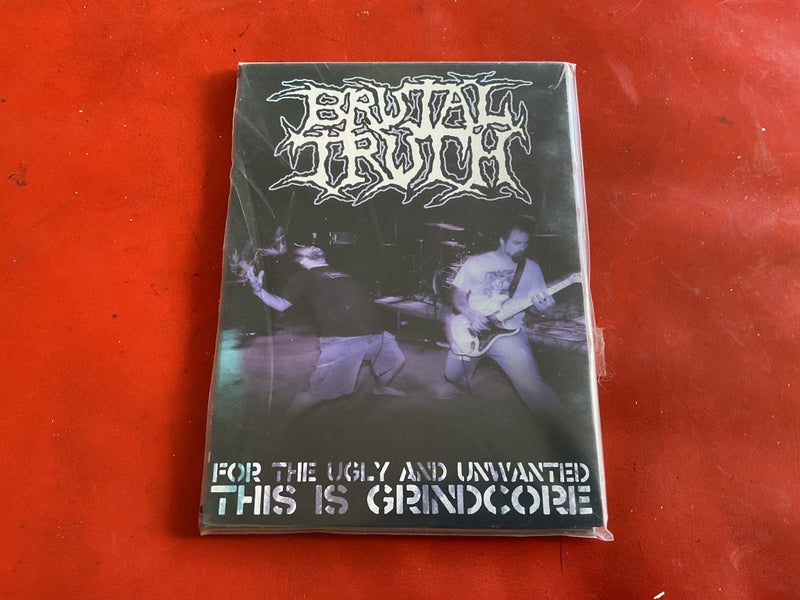 BRUTAL
TRUTH
FOR THE UGLY AND UNWANTED
THIS IS GRINDCORE